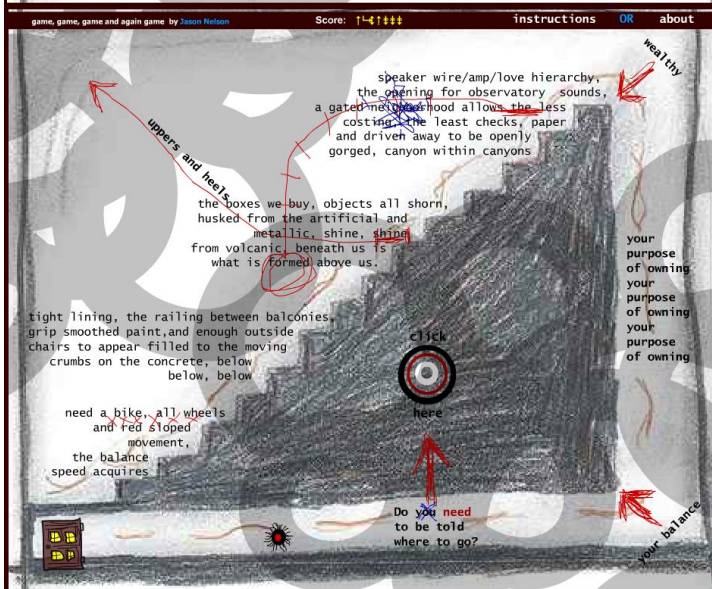 game, game, game and again game by Jason Nelson
Score:
instructions OR about
wealthy
speaker wire/amp/love hierarchy,
the opening for observatory sounds,
a gated neighborhood allows the less
costing, the least checks, paper
and driven away to be openly
gorged, canyon within canyons
uppers and heels
the boxes we buy, objects all shorn,
husked from the artificial and
metallic, shine, shine
from volcanic, beneath us is
what is formed above us.
your
purpose
of owning
your
purpose
of owning
your
purpose
of owning
tight lining, the railing between balconies,
grip smoothed paint,and enough outside
chairs to appear filled to the moving
crumbs on the concrete, below
below, below
click
here
need a bike, all wheels
and red sloped
movement,
the balance
speed acquires
Do you need
to be told
where to go?
your balance